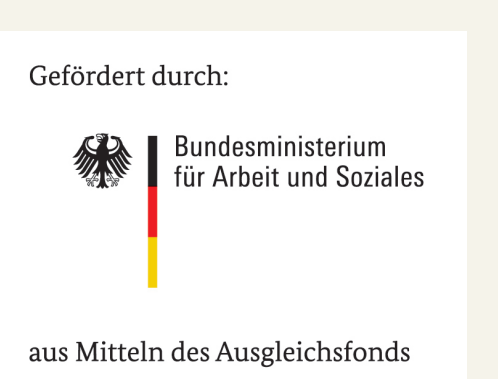 Gefördert durch:
Bundesministerium
für Arbeit und Soziales
aus Mitteln des Ausgleichsfonds